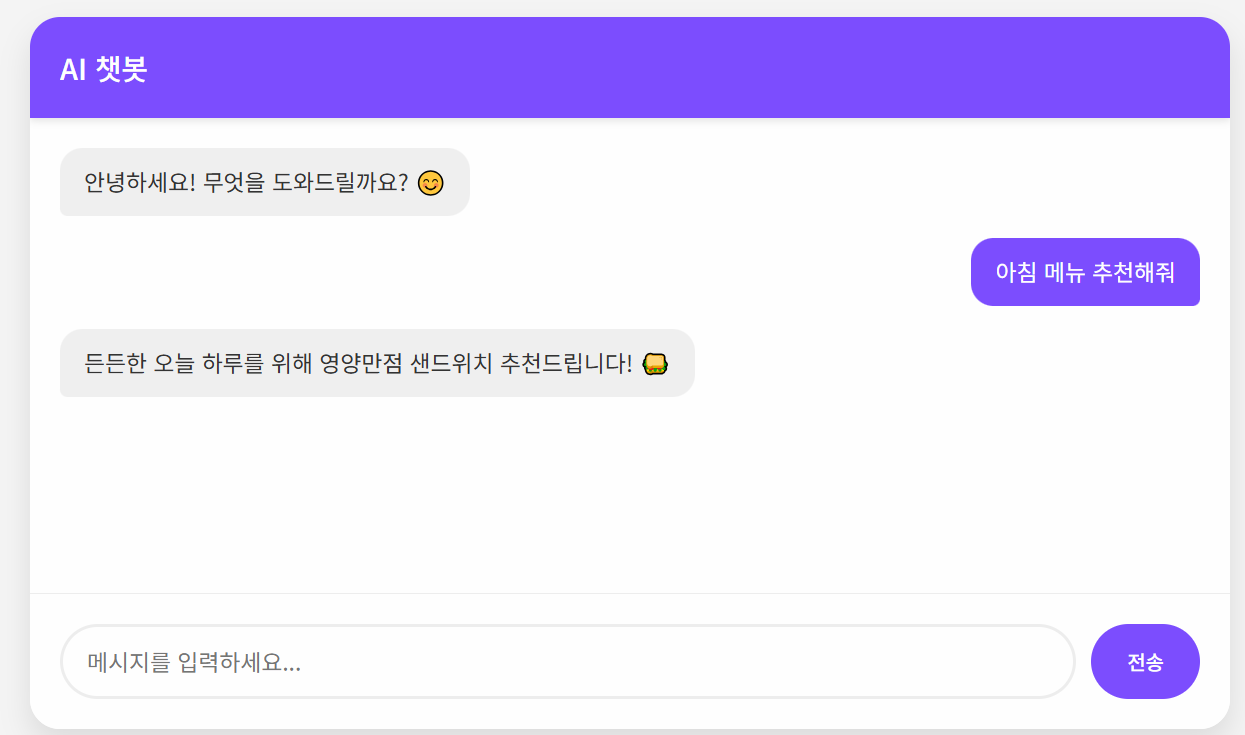 AI 챗봇
안녕하세요! 무엇을 도와드릴까요? 😊
아침 메뉴 추천해줘
든든한 오늘 하루를 위해 영양만점 샌드위치 추천드립니다! 🥪
메시지를 입력하세요...
전송